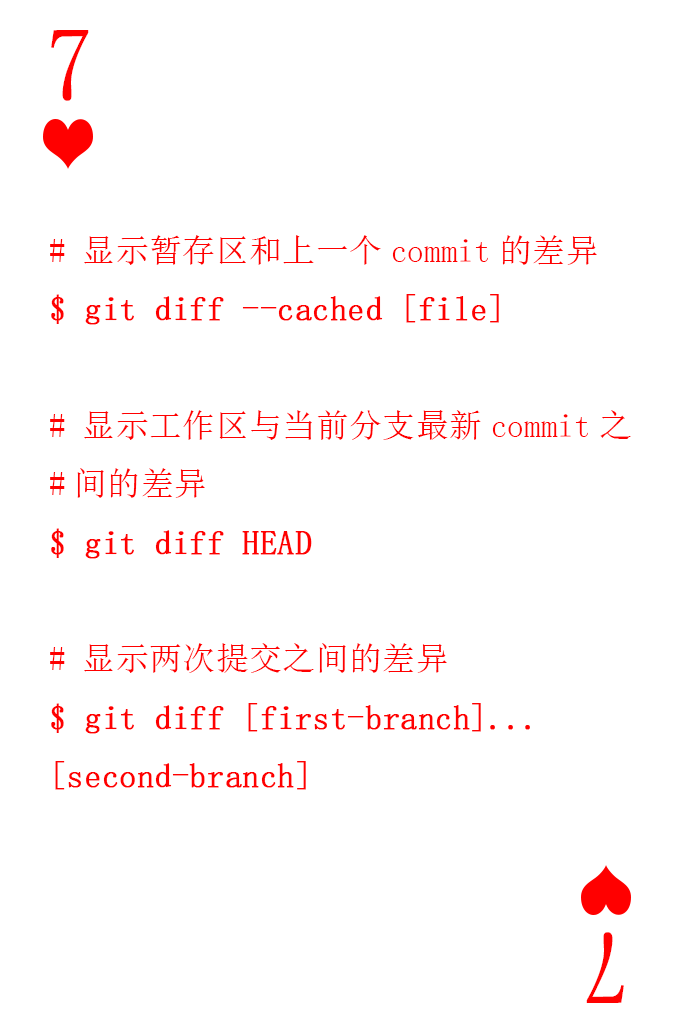 7
# 显示暂存区和上一个 commit 的差异
$ git diff --cached [file]
# 显示工作区与当前分支最新 commit 之
# 间的差异
$ git diff HEAD
# 显示两次提交之间的差异
$ git diff [first-branch]...
[second-branch]
7